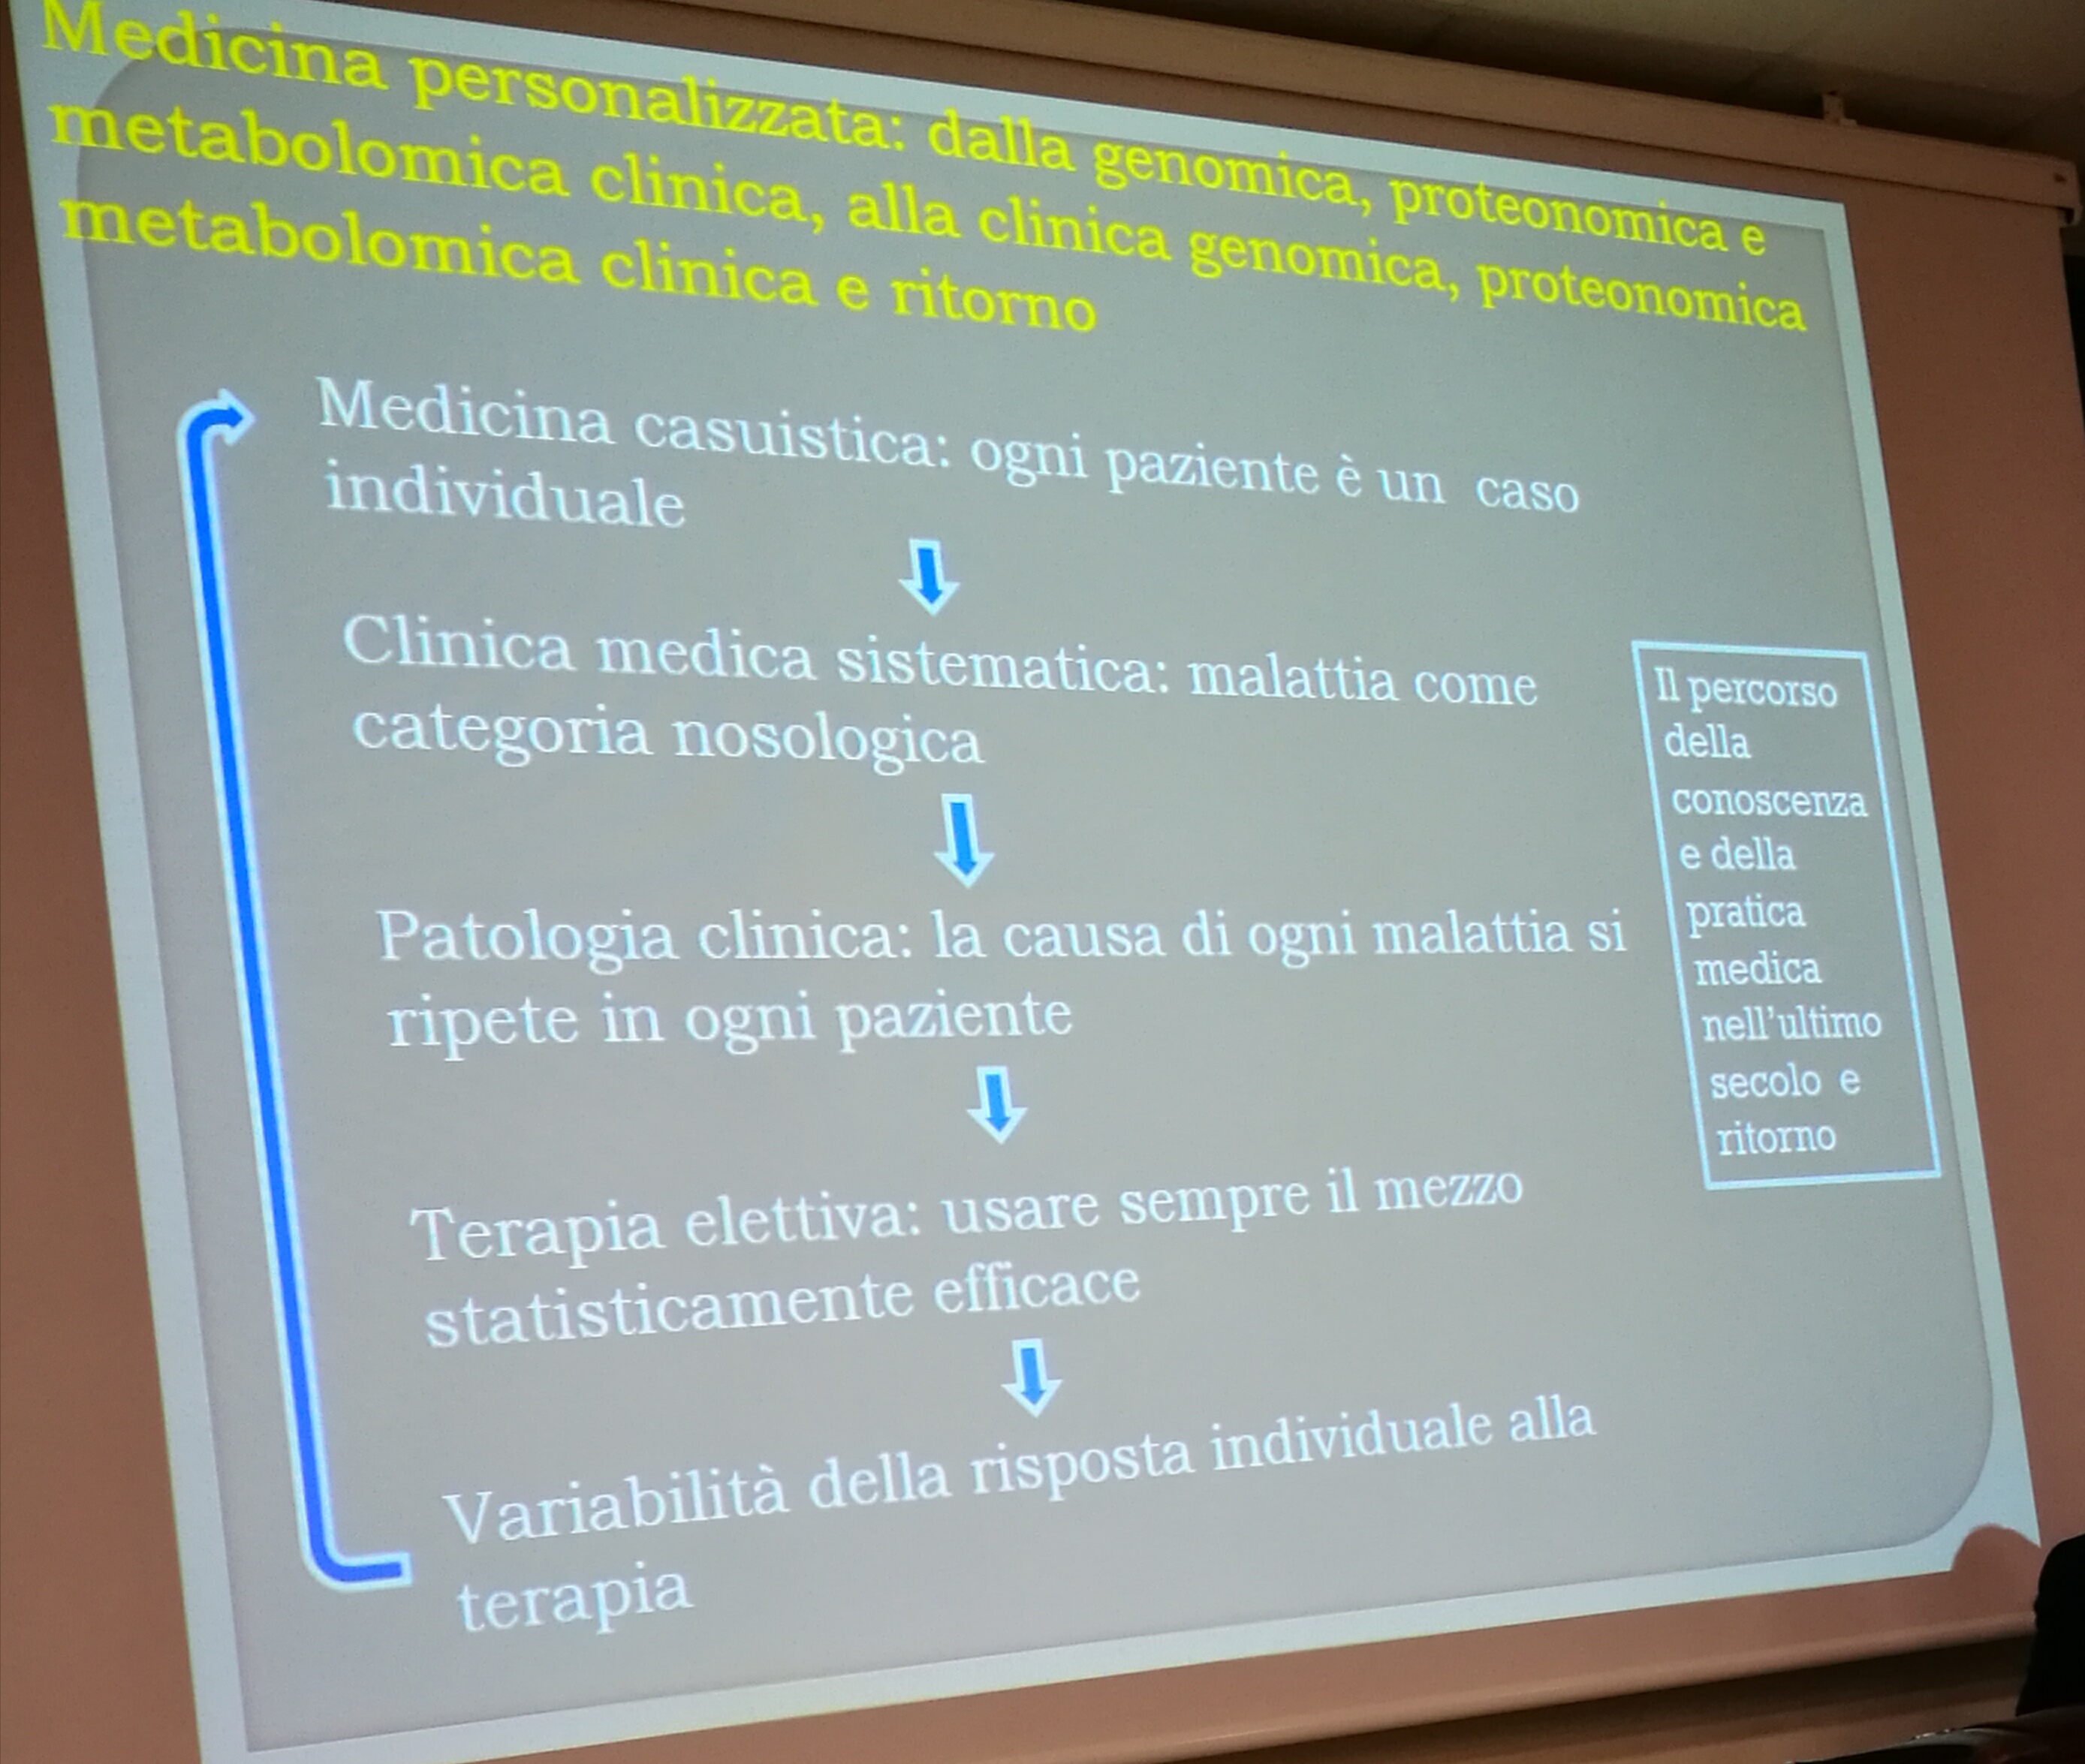 Medicina personalizzata: dalla genomica, proteonomica e
metabolomica clinica, alla clinica genomica, proteonomica
metabolomica clinica e ritorno
Medicina casuistica: ogni paziente è un caso
individuale
Clinica medica sistematica: malattia come
categoria nosologica
Patologia clinica: la causa di ogni malattia si
ripete in ogni paziente
Terapia elettiva: usare sempre il mezzo
statisticamente efficace
Variabilità della risposta individuale alla
terapia
Il percorso
della
conoscenza
e della
pratica
medica
nell'ultimo
secolo e
ritorno